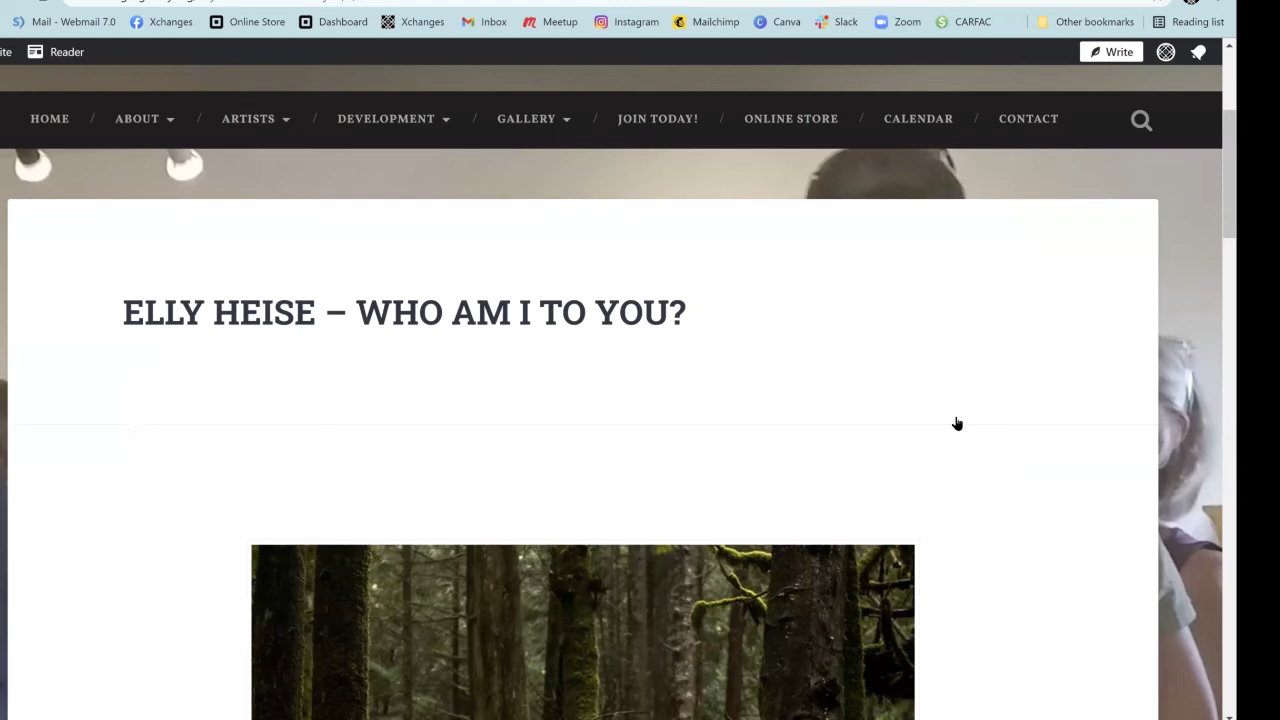 Mail - Webmail 7.0 Xchanges Online Store Dashboard Xchanges Inbox Meetup Instagram Mailchimp Canva Slack Zoom CARFAC Other bookmarks Reading list
ite Reader Write
HOME / ABOUT / ARTISTS / DEVELOPMENT / GALLERY / JOIN TODAY! / ONLINE STORE / CALENDAR / CONTACT
ELLY HEISE – WHO AM I TO YOU?